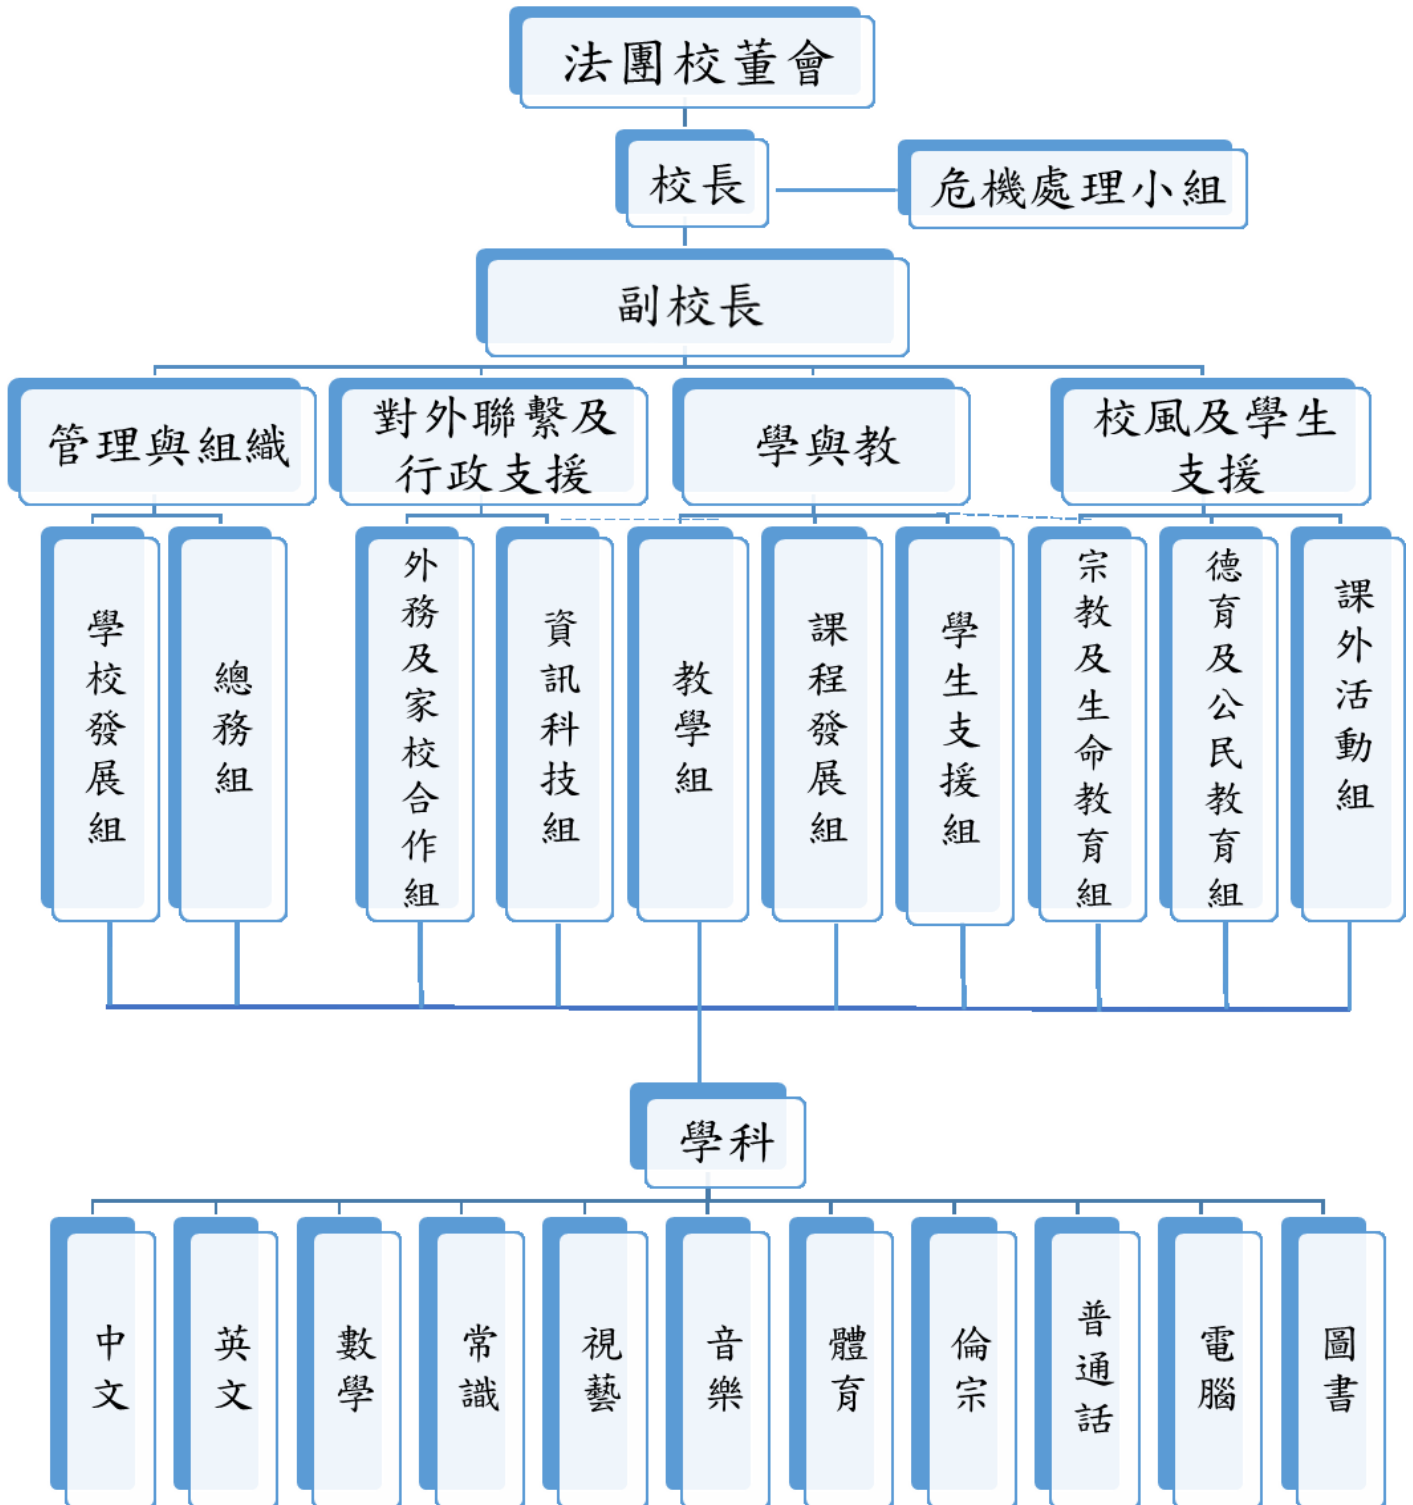 法團校董會
校長
危機處理小組
副校長
管理與組織
對外聯繫及
行政支援
學與教
校風及學生
支援
學校發展組
總務組
外務及家校合作組
資訊科技組
教學組
課程發展組
學生支援組
宗教及生命教育組
德育及公民教育組
課外活動組
學科
中文
英文
數學
常識
視藝
音樂
體育
倫宗
普通話
電腦
圖書